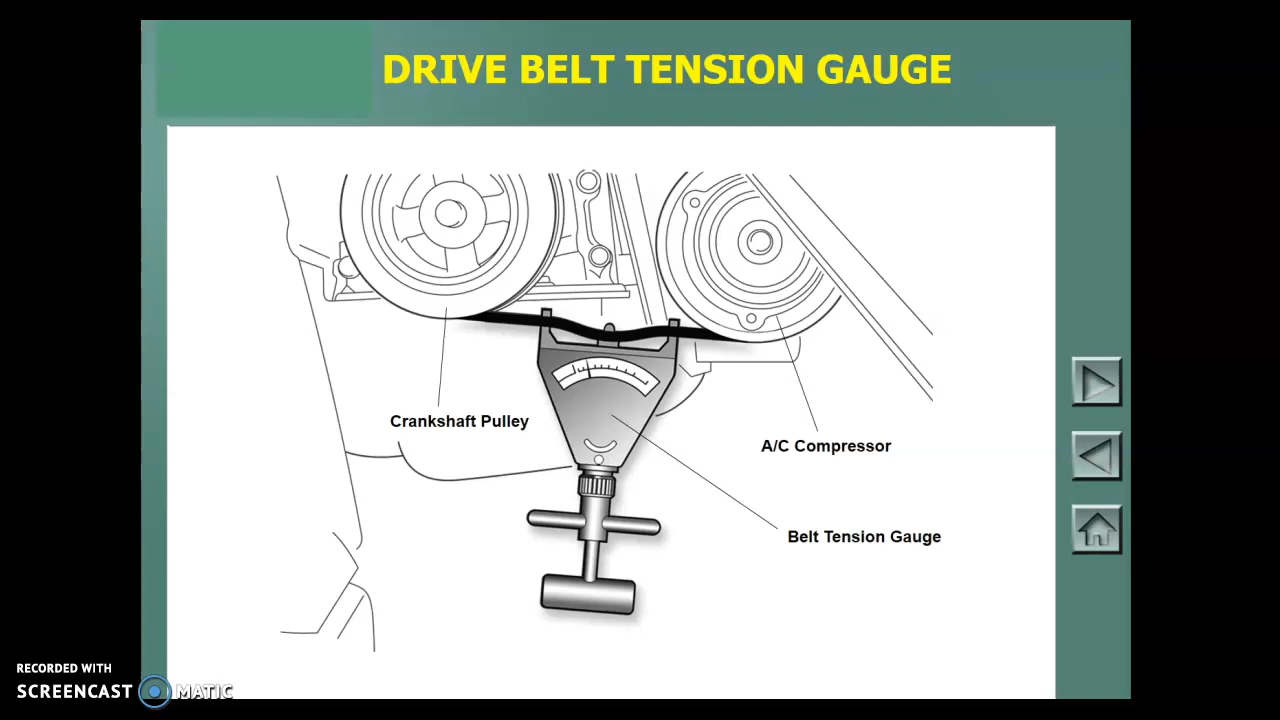 DRIVE BELT TENSION GAUGE
Crankshaft Pulley
A/C Compressor
Belt Tension Gauge
RECORDED WITH
SCREENCAST MATIC